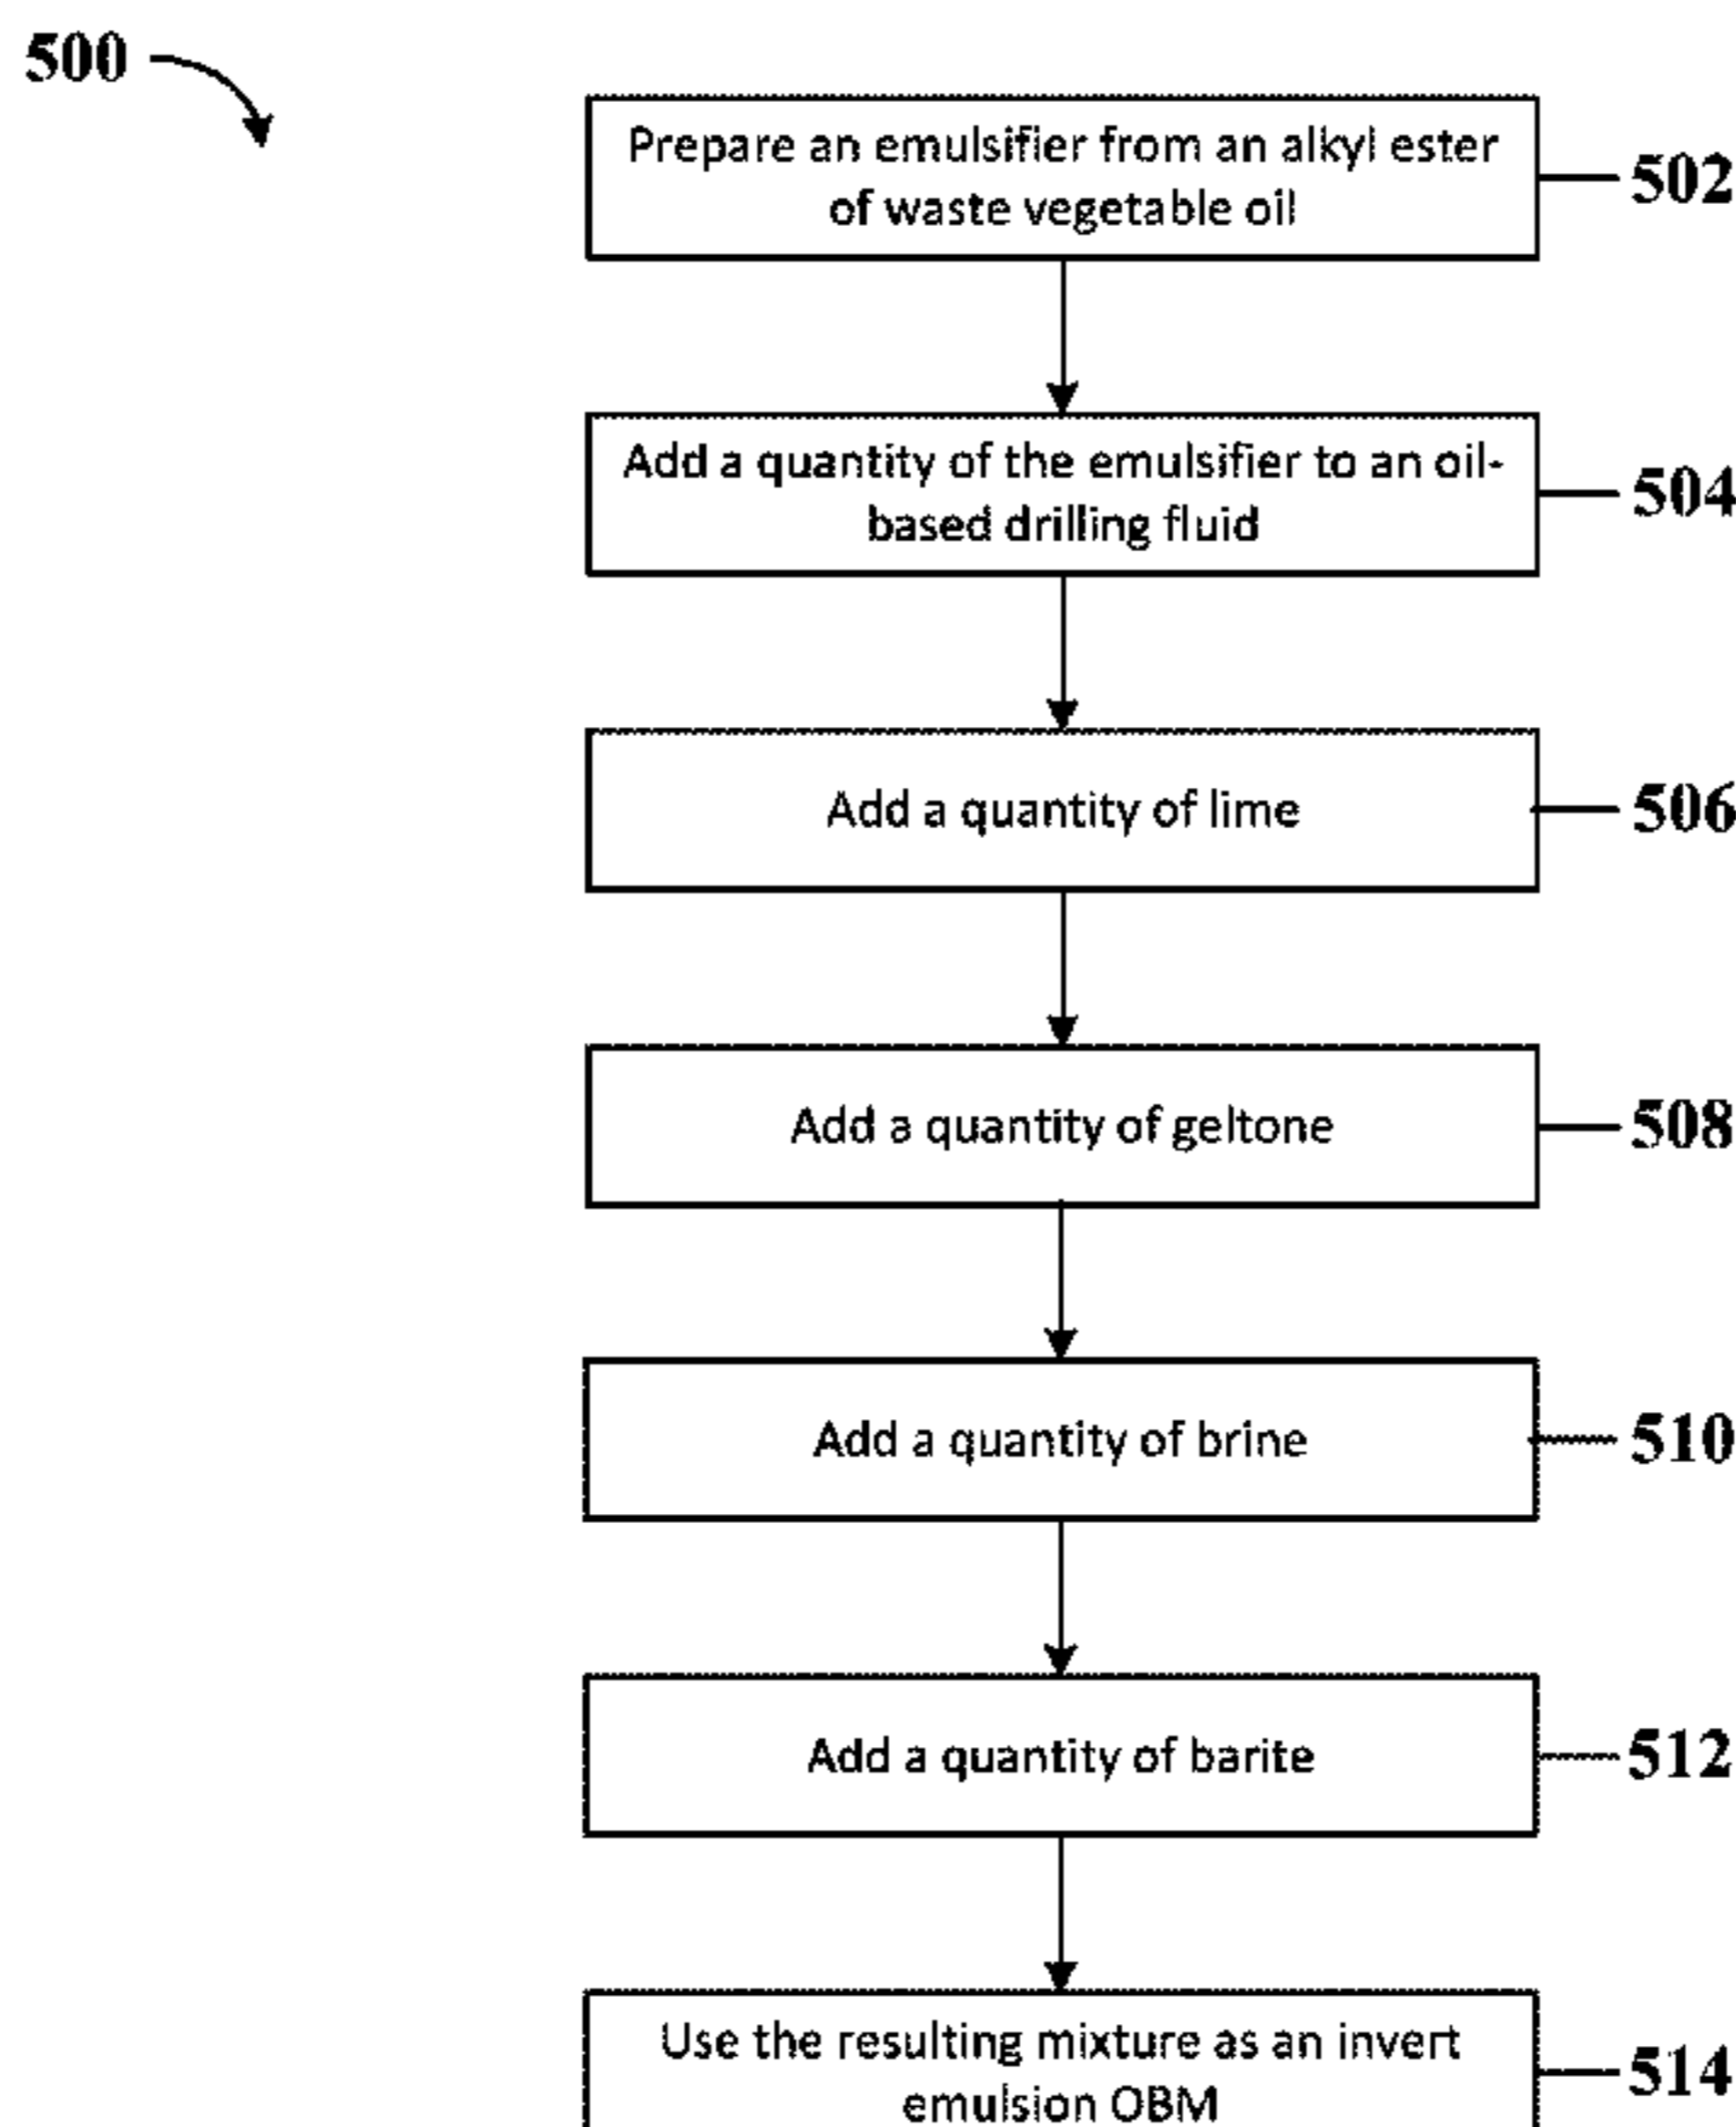 500
Prepare an emulsifier from an alkyl ester
of waste vegetable oil
502
Add a quantity of the emulsifier to an oil-
based drilling fluid
504
Add a quantity of lime
506
Add a quantity of geltone
508
Add a quantity of brine
510
Add a quantity of barite
512
Use the resulting mixture as an invert
emulsion OBM
514